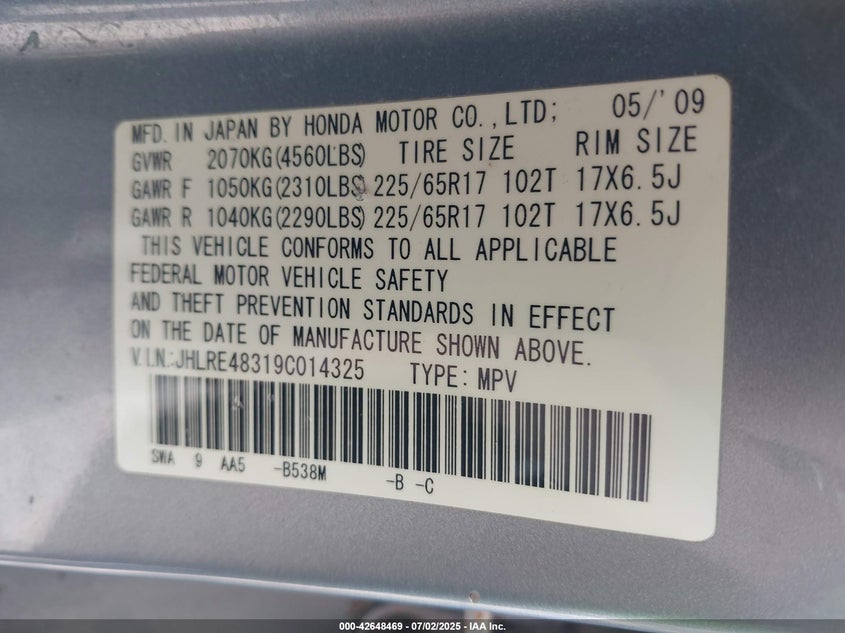 MFD. IN JAPAN BY HONDA MOTOR CO., LTD; 05/'09
GVWR 2070KG(4560LBS) TIRE SIZE RIM SIZE
GAWR F 1050KG(2310LBS) 225/65R17 102T 17X6.5J
GAWR R 1040KG(2290LBS) 225/65R17 102T 17X6.5J
THIS VEHICLE CONFORMS TO ALL APPLICABLE
FEDERAL MOTOR VEHICLE SAFETY
AND THEFT PREVENTION STANDARDS IN EFFECT
ON THE DATE OF MANUFACTURE SHOWN ABOVE.
V.I.N.:JHLRE48319C014325 TYPE: MPV
SWA 9 AA5 -B538M -B -C
000-42648469 | 07/02/2025 | IAA Inc.